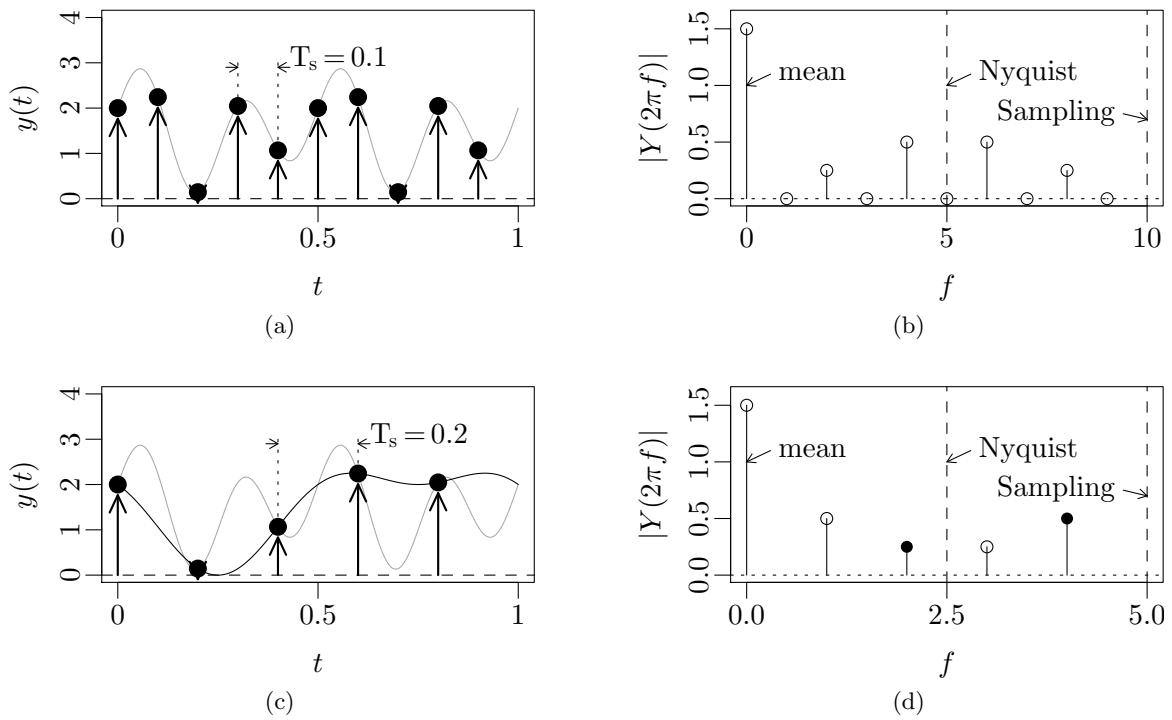 y(t)
4
3
2
1
0
T_s = 0.1
0
0.5
1
t
(a)
|Y(2πf)|
1.5
1.0
0.5
0.0
mean
Nyquist
Sampling
0
5
10
f
(b)
y(t)
4
3
2
1
0
T_s = 0.2
0
0.5
1
t
(c)
|Y(2πf)|
1.5
1.0
0.5
0.0
mean
Nyquist
Sampling
0.0
2.5
5.0
f
(d)